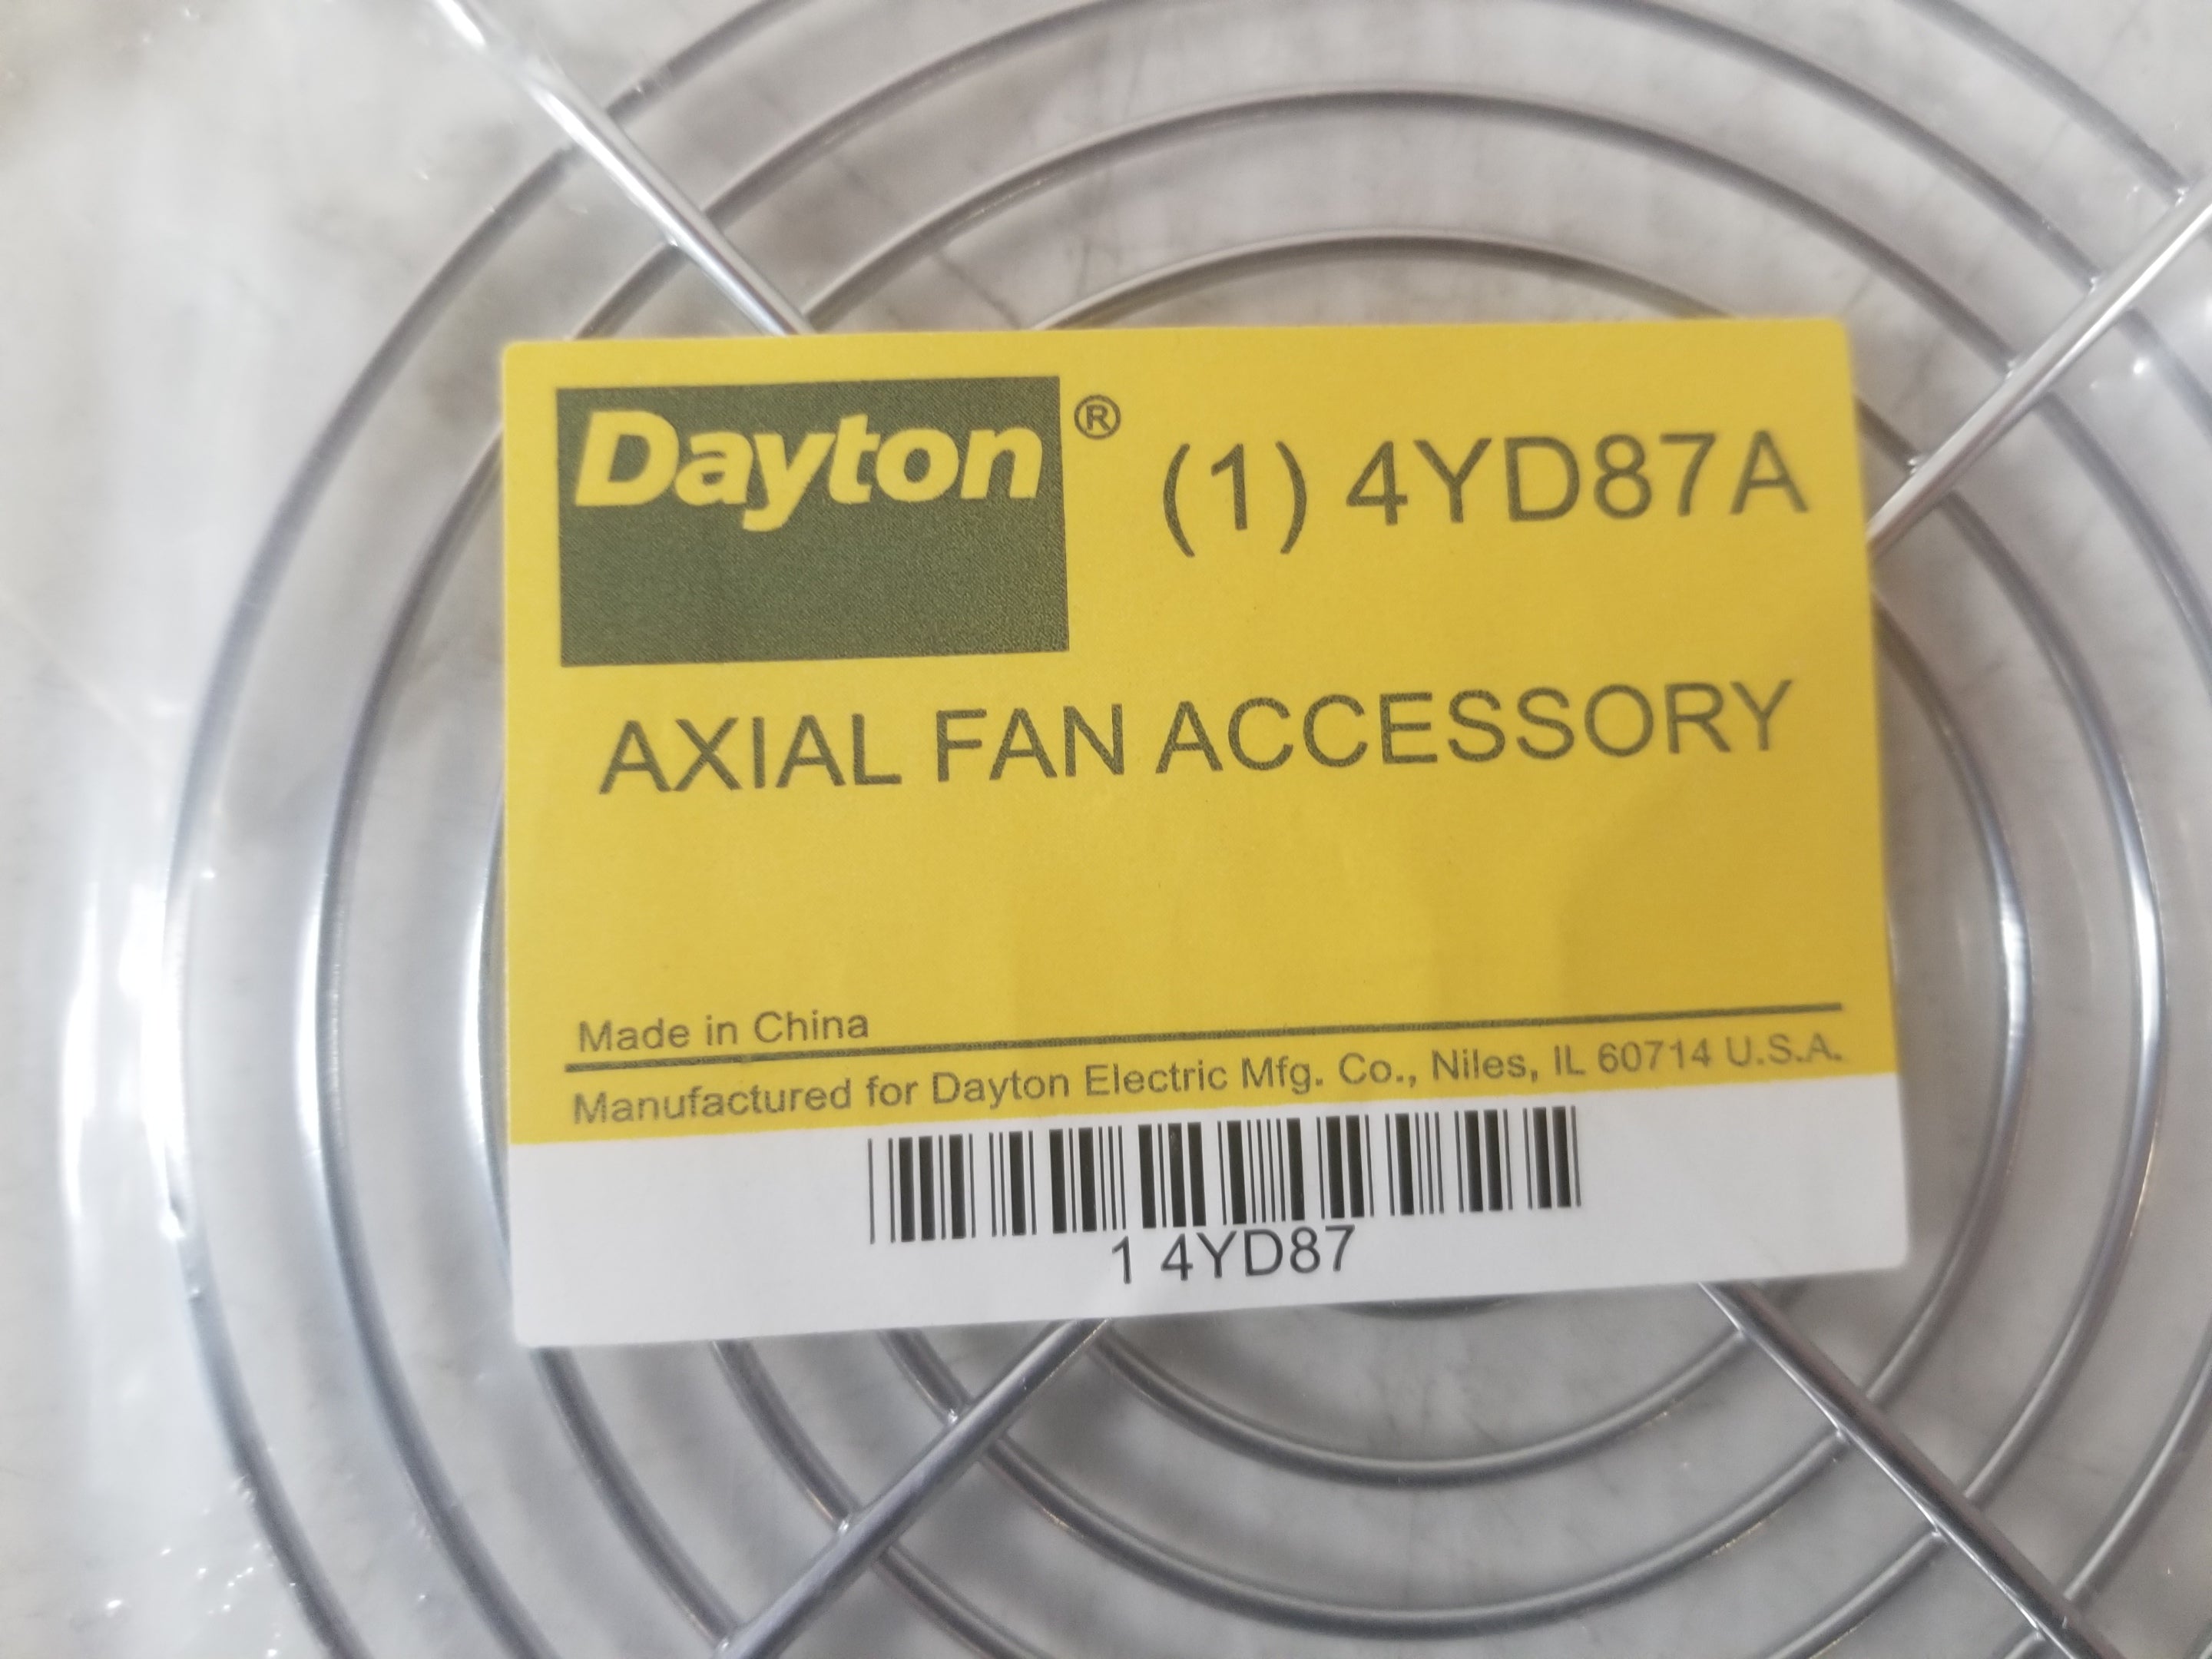 Dayton® (1) 4YD87A
AXIAL FAN ACCESSORY
Made in China
Manufactured for Dayton Electric Mfg. Co., Niles, IL 60714 U.S.A.
1 4YD87